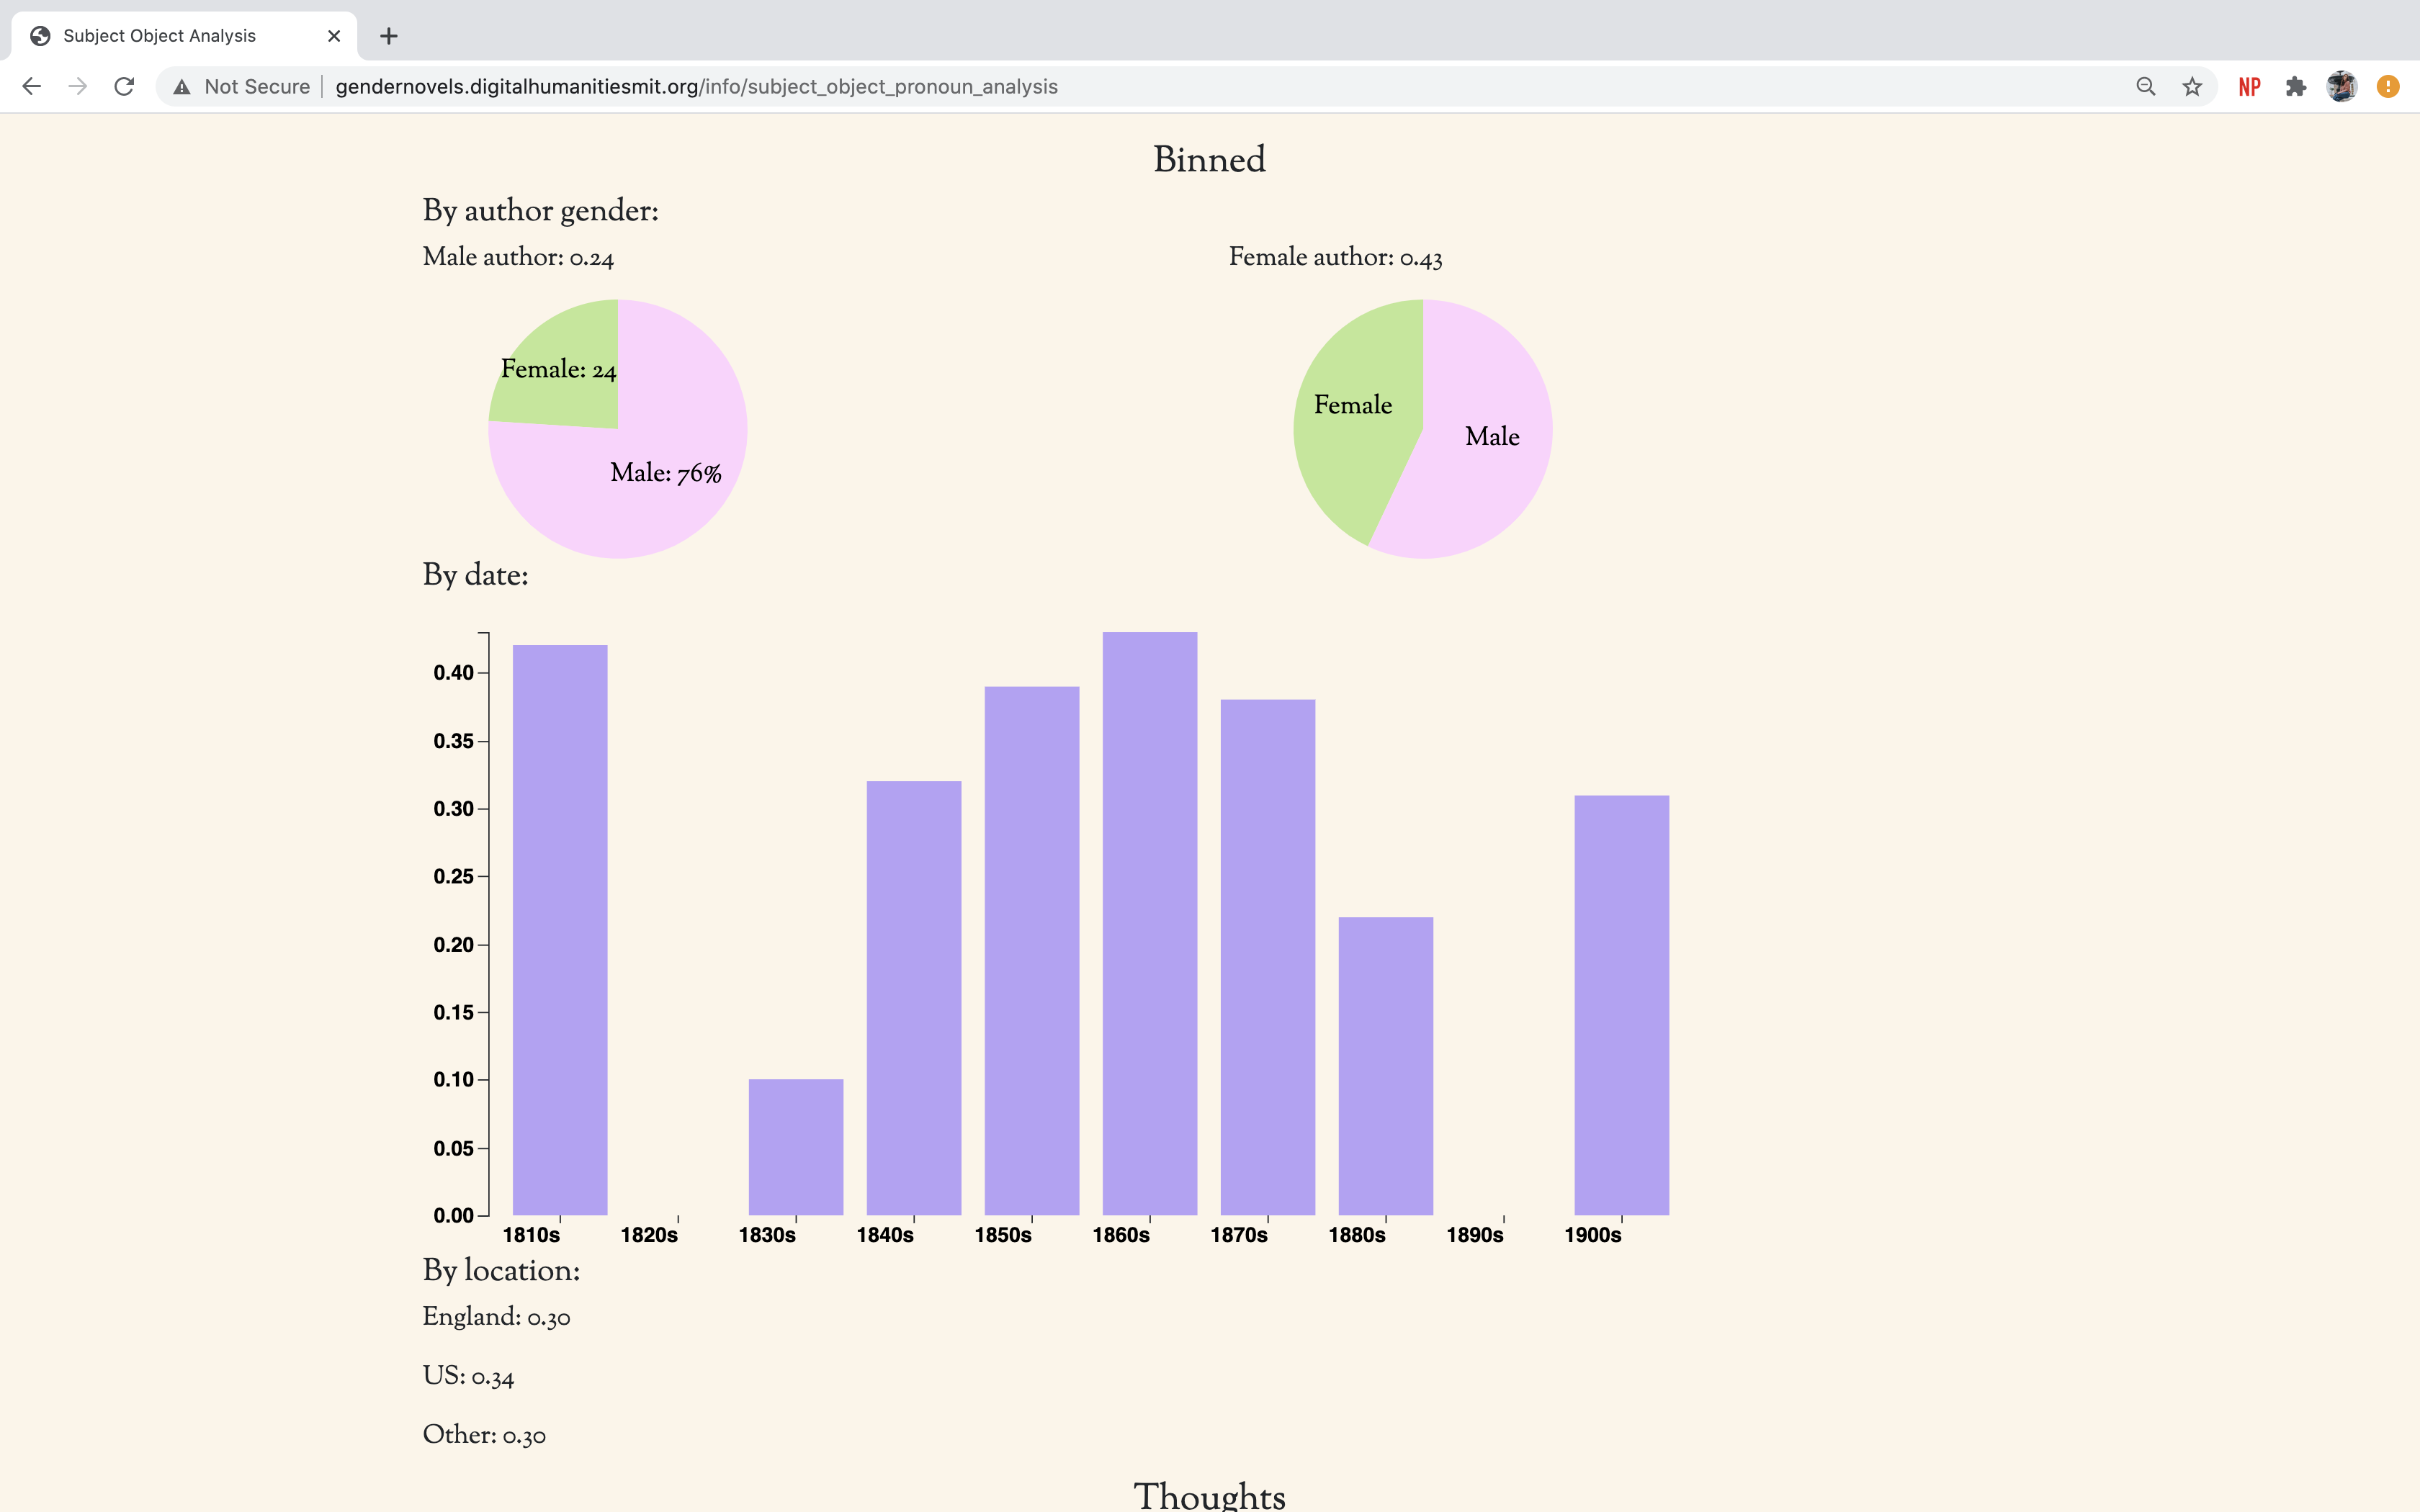 Subject Object Analysis
Not Secure gendernovels.digitalhumanitiesmit.org/info/subject_object_pronoun_analysis
NP
Binned
By author gender:
Male author: 0.24
Female author: 0.43
Female: 24
Male: 76%
Female
Male
By date:
0.40
0.35
0.30
0.25
0.20
0.15
0.10
0.05
0.00
1810s 1820s 1830s 1840s 1850s 1860s 1870s 1880s 1890s 1900s
By location:
England: 0.30
US: 0.34
Other: 0.30
Thoughts